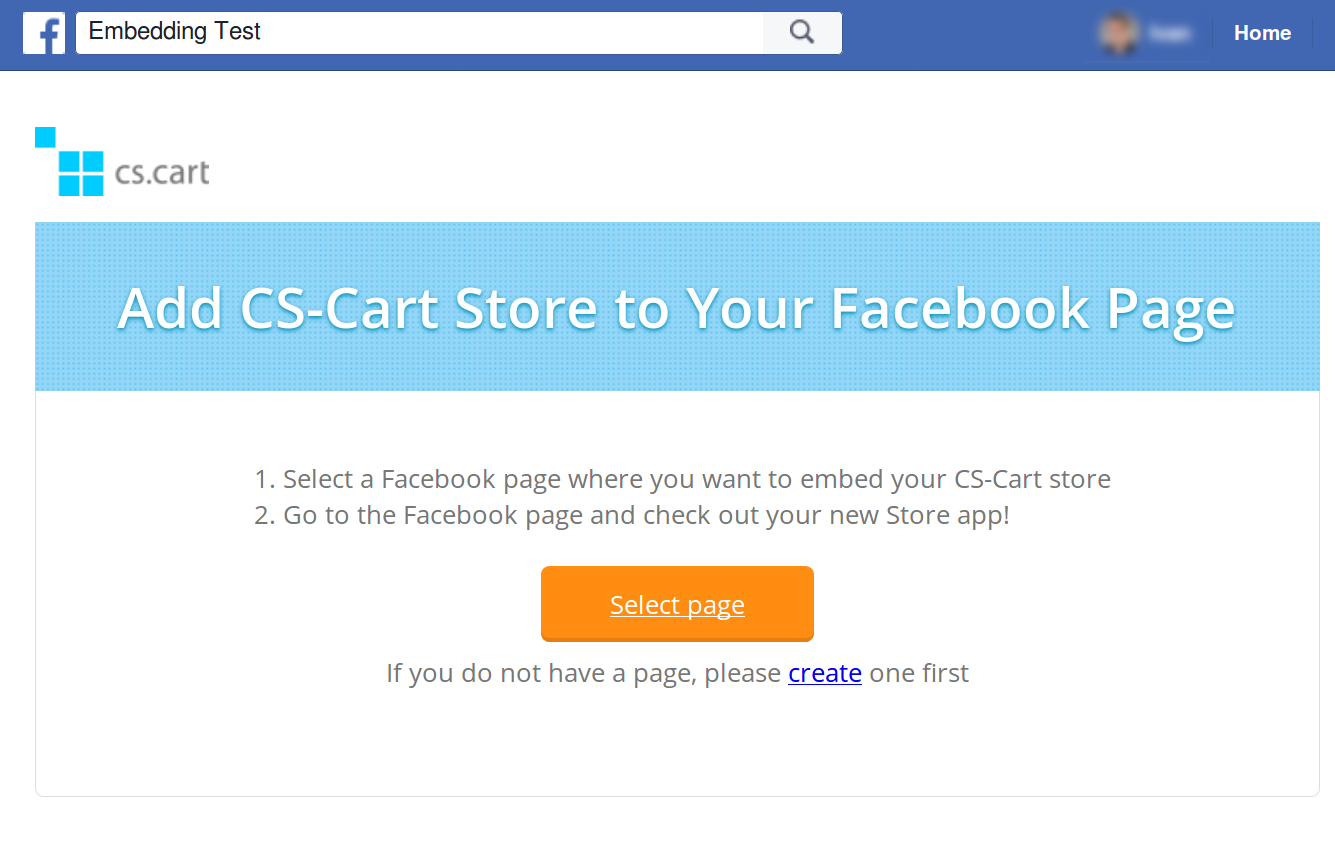 Embedding Test
Home
cs.cart
Add CS-Cart Store to Your Facebook Page
1. Select a Facebook page where you want to embed your CS-Cart store
2. Go to the Facebook page and check out your new Store app!
Select page
If you do not have a page, please create one first